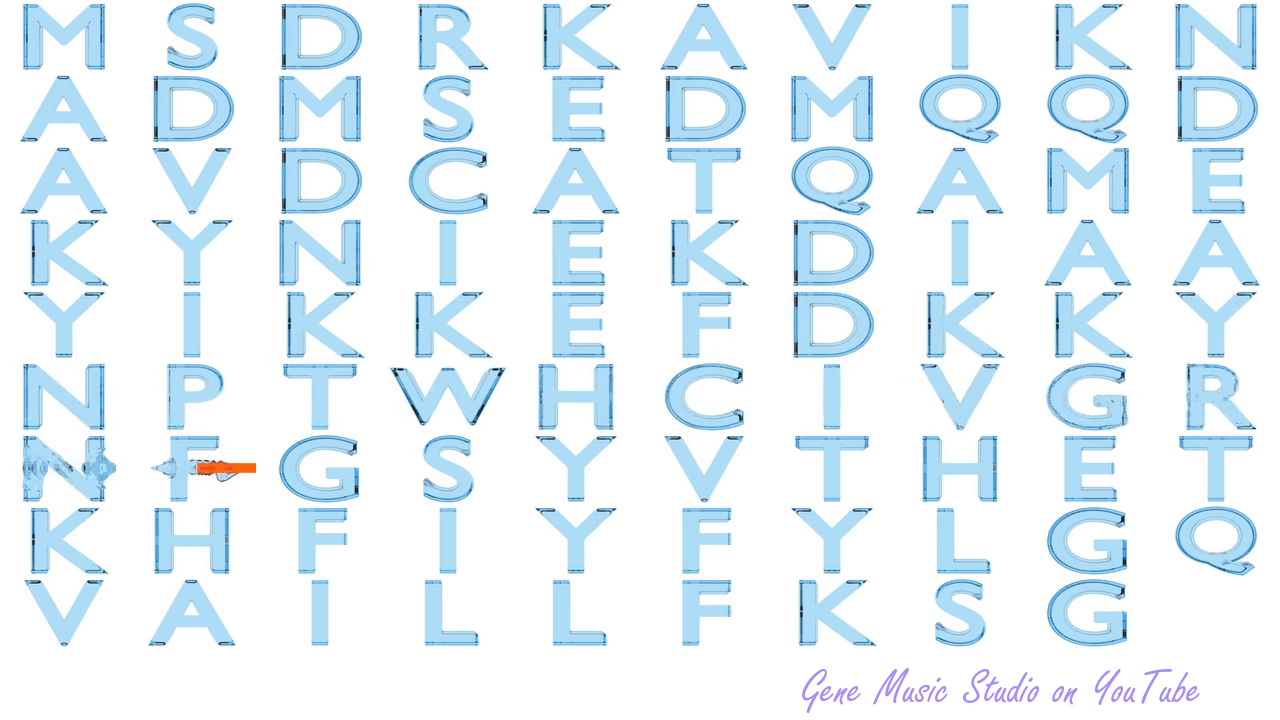 M S D R K A V I K N
A D M S E D M Q Q D
A V D C A T Q A M E
K Y N I E K D I A A
Y I K K E F D K K Y
N P T W H C I V G R
N F G S Y V T H E T
K H F I Y F Y L G Q
V A I L L F K S G
Gene Music Studio on YouTube